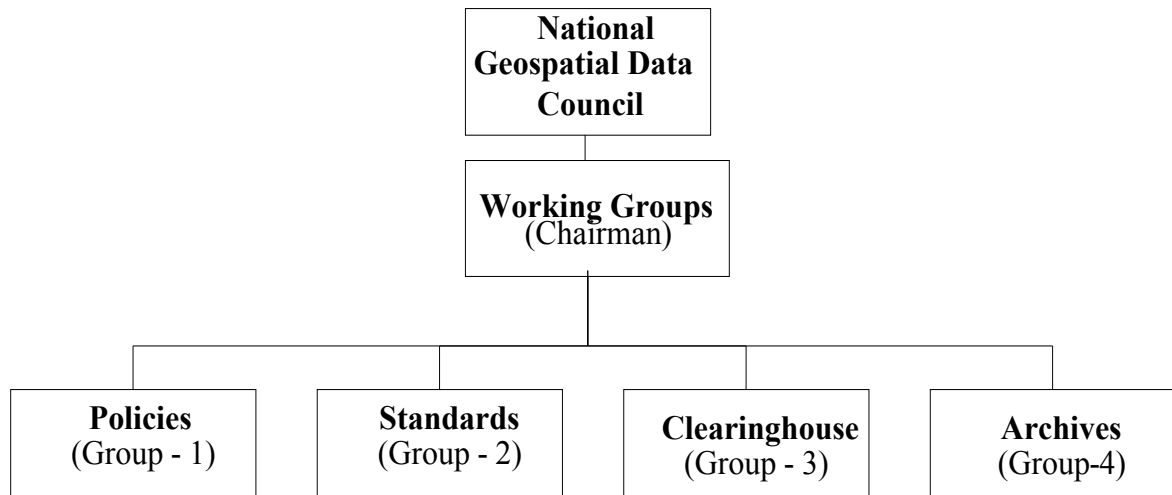 National
Geospatial Data
Council
Working Groups
(Chairman)
Policies
(Group - 1)
Standards
(Group - 2)
Clearinghouse
(Group - 3)
Archives
(Group-4)